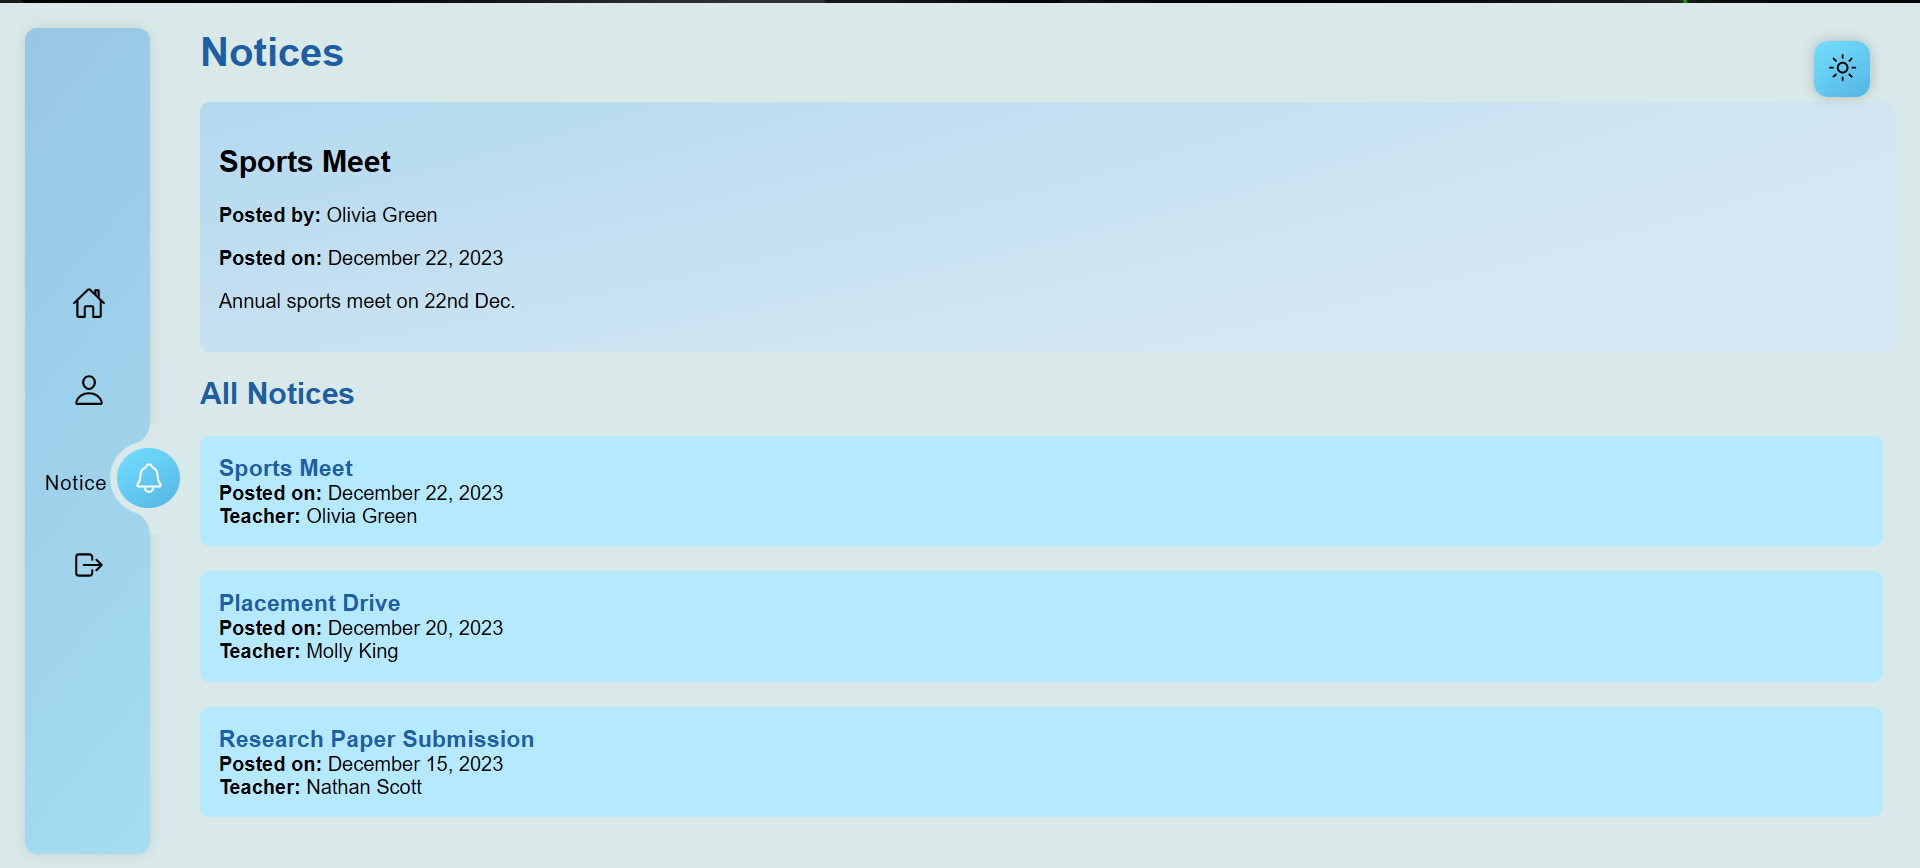 Notices
Sports Meet
Posted by: Olivia Green
Posted on: December 22, 2023
Annual sports meet on 22nd Dec.
Notice
All Notices
Sports Meet
Posted on: December 22, 2023
Teacher: Olivia Green
Placement Drive
Posted on: December 20, 2023
Teacher: Molly King
Research Paper Submission
Posted on: December 15, 2023
Teacher: Nathan Scott